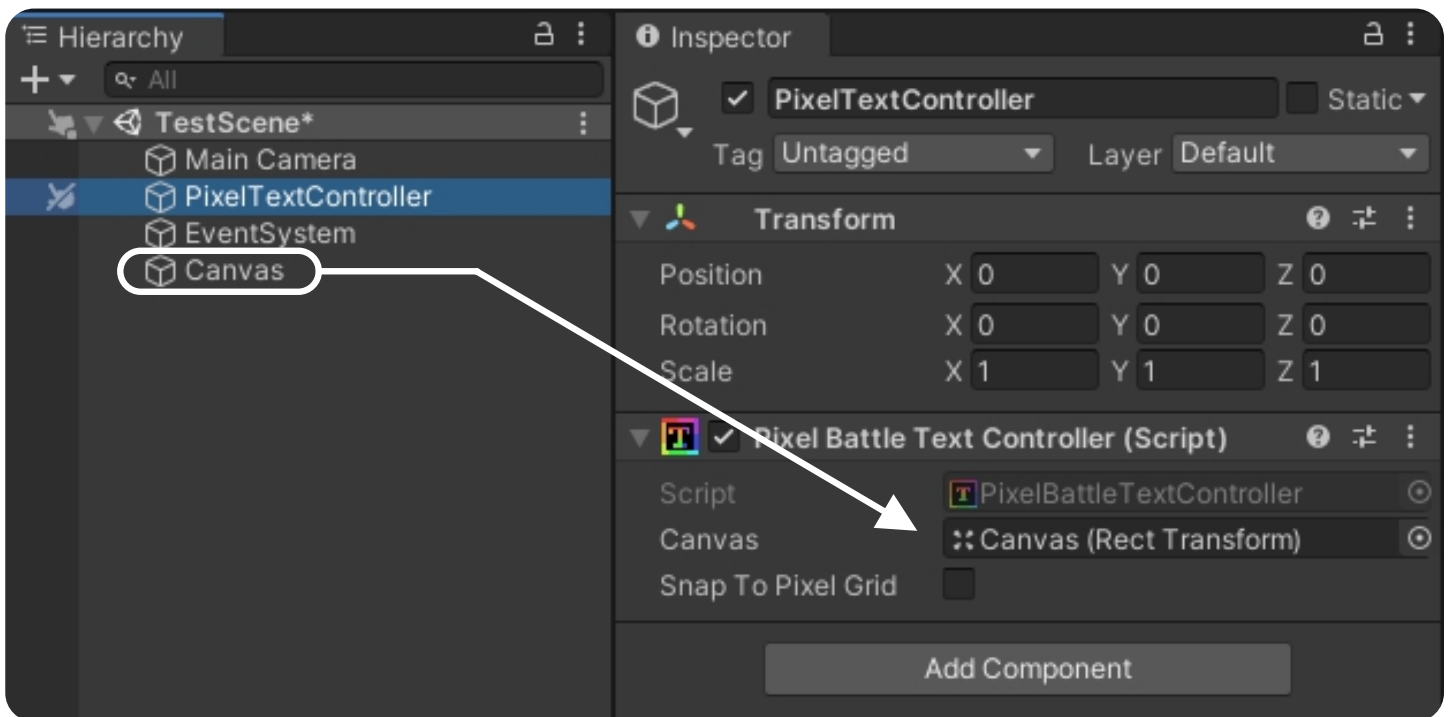 Hierarchy
All
TestScene*
Main Camera
PixelTextController
EventSystem
Canvas
Inspector
PixelTextController Static
Tag Untagged Layer Default
Transform
Position X 0 Y 0 Z 0
Rotation X 0 Y 0 Z 0
Scale X 1 Y 1 Z 1
T Pixel Battle Text Controller (Script)
Script T PixelBattleTextController
Canvas Canvas (Rect Transform)
Snap To Pixel Grid
Add Component